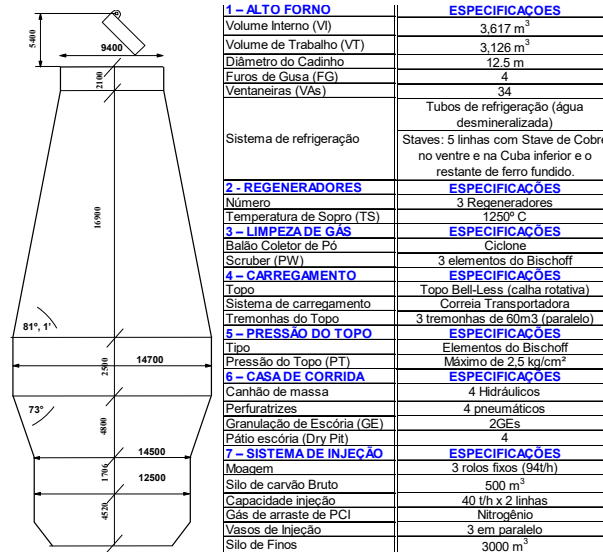 5400
9400
2100
16900
81º, 1’
14700
2500
73º
4800
14500
1706
12500
4520
1 – ALTO FORNO ESPECIFICAÇOES
Volume Interno (VI) 3,617 m³
Volume de Trabalho (VT) 3,126 m³
Diâmetro do Cadinho 12.5 m
Furos de Gusa (FG) 4
Ventaneiras (VAs) 34
Sistema de refrigeração Tubos de refrigeração (água
desmineralizada)
Staves: 5 linhas com Stave de Cobre
no ventre e na Cuba inferior e o
restante de ferro fundido.
2 - REGENERADORES ESPECIFICAÇÕES
Número 3 Regeneradores
Temperatura de Sopro (TS) 1250º C
3 – LIMPEZA DE GÁS ESPECIFICAÇÕES
Balão Coletor de Pó Ciclone
Scruber (PW) 3 elementos do Bischoff
4 – CARREGAMENTO ESPECIFICAÇÕES
Topo Topo Bell-Less (calha rotativa)
Sistema de carregamento Correia Transportadora
Tremonhas do Topo 3 tremonhas de 60m3 (paralelo)
5 – PRESSÃO DO TOPO ESPECIFICAÇÕES
Tipo Elementos do Bischoff
Pressão do Topo (PT) Máximo de 2,5 kg/cm²
6 – CASA DE CORRIDA ESPECIFICAÇÕES
Canhão de massa 4 Hidráulicos
Perfuratrizes 4 pneumáticos
Granulação de Escória (GE) 2GEs
Pátio escória (Dry Pit) 4
7 – SISTEMA DE INJEÇÃO ESPECIFICAÇÕES
Moagem 3 rolos fixos (94t/h)
Silo de carvão Bruto 500 m³
Capacidade injeção 40 t/h x 2 linhas
Gás de arraste de PCI Nitrogênio
Vasos de Injeção 3 em paralelo
Silo de Finos 3000 m³